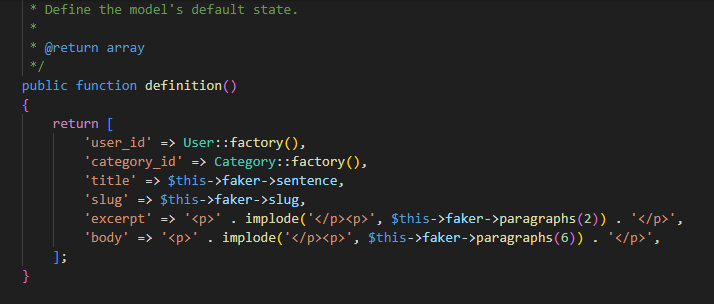 * Define the model's default state.
*
* @return array
*/
public function definition()
{
return [
'user_id' => User::factory(),
'category_id' => Category::factory(),
'title' => $this->faker->sentence,
'slug' => $this->faker->slug,
'excerpt' => '<p>' . implode('</p><p>', $this->faker->paragraphs(2)) . '</p>',
'body' => '<p>' . implode('</p><p>', $this->faker->paragraphs(6)) . '</p>',
];
}